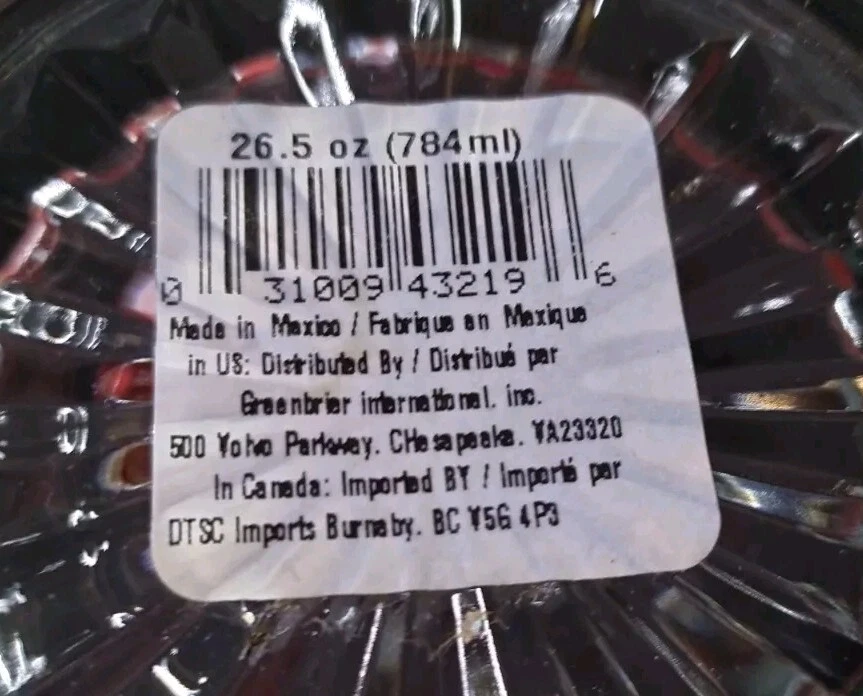 26.5 oz (784ml)
0 31009 43219 6
Made in Mexico / Fabrique en Mexique
in US: Distributed By / Distribué par
Greenbrier international. inc.
500 Volvo Parkway. CHesapeake. VA23320
In Canada: Imported BY / Importé par
DTSC Imports Burnaby. BC V5G 4P3